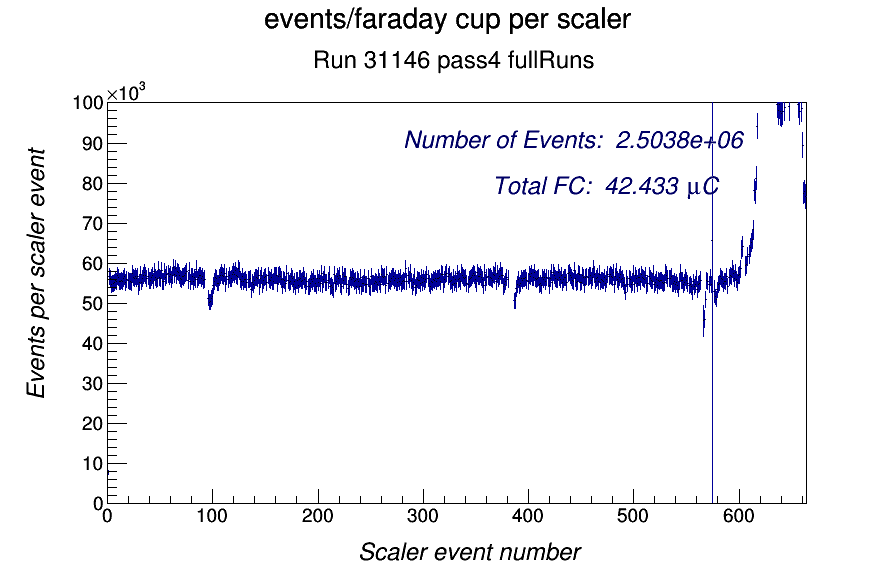 events/faraday cup per scaler
Run 31146 pass4 fullRuns
×10³
100
90
80
70
60
50
40
30
20
10
0
Events per scaler event
Number of Events: 2.5038e+06
Total FC: 42.433 μC
0 100 200 300 400 500 600
Scaler event number